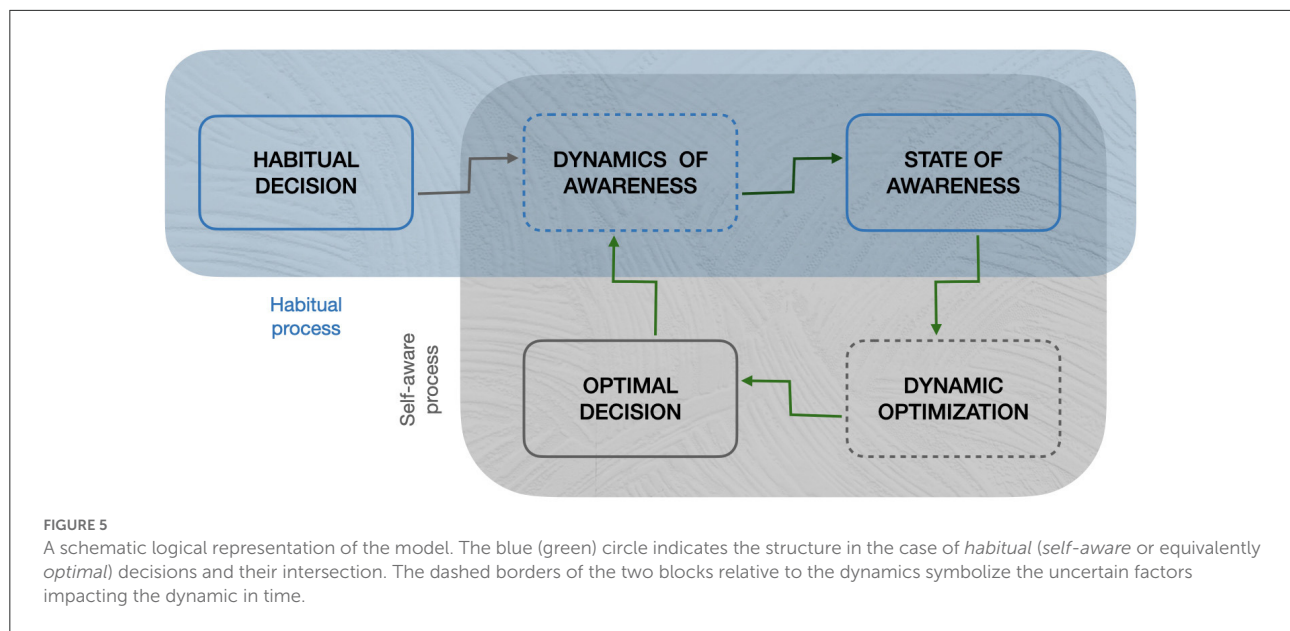 HABITUAL
DECISION
DYNAMICS OF
AWARENESS
STATE OF
AWARENESS
Habitual
process
Self-aware
process
OPTIMAL
DECISION
DYNAMIC
OPTIMIZATION
FIGURE 5
A schematic logical representation of the model. The blue (green) circle indicates the structure in the case of habitual (self-aware or equivalently
optimal) decisions and their intersection. The dashed borders of the two blocks relative to the dynamics symbolize the uncertain factors
impacting the dynamic in time.